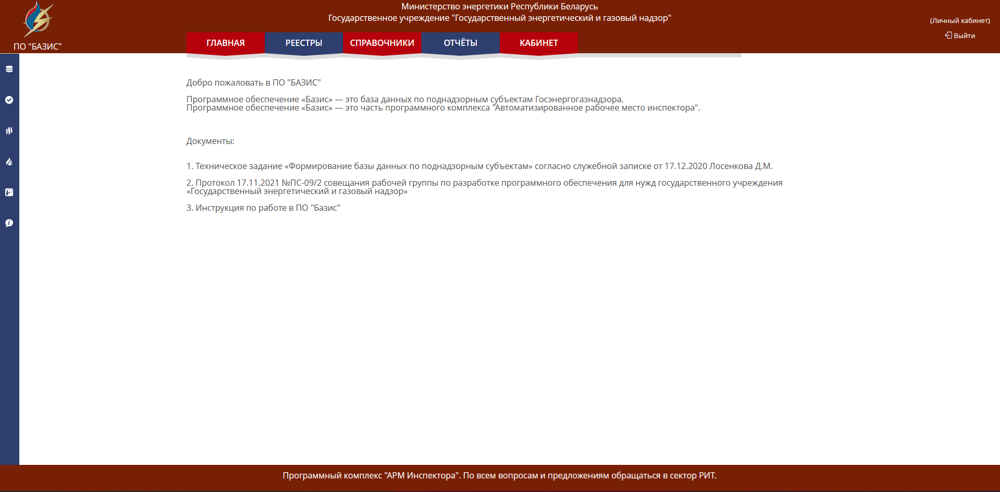 Министерство энергетики Республики Беларусь
Государственное учреждение "Государственный энергетический и газовый надзор"
(Личный кабинет)
Выйти
ПО "БАЗИС"
ГЛАВНАЯ
РЕЕСТРЫ
СПРАВОЧНИКИ
ОТЧЁТЫ
КАБИНЕТ
Добро пожаловать в ПО "БАЗИС"
Программное обеспечение «Базис» — это база данных по поднадзорным субъектам Госэнергогазнадзора.
Программное обеспечение «Базис» — это часть программного комплекса "Автоматизированное рабочее место инспектора".
Документы:
1. Техническое задание «Формирование базы данных по поднадзорным субъектам» согласно служебной записке от 17.12.2020 Лосенкова Д.М.
2. Протокол 17.11.2021 №ПС-09/2 совещания рабочей группы по разработке программного обеспечения для нужд государственного учреждения
«Государственный энергетический и газовый надзор»
3. Инструкция по работе в ПО "Базис"
Программный комплекс "АРМ Инспектора". По всем вопросам и предложениям обращаться в сектор РИТ.